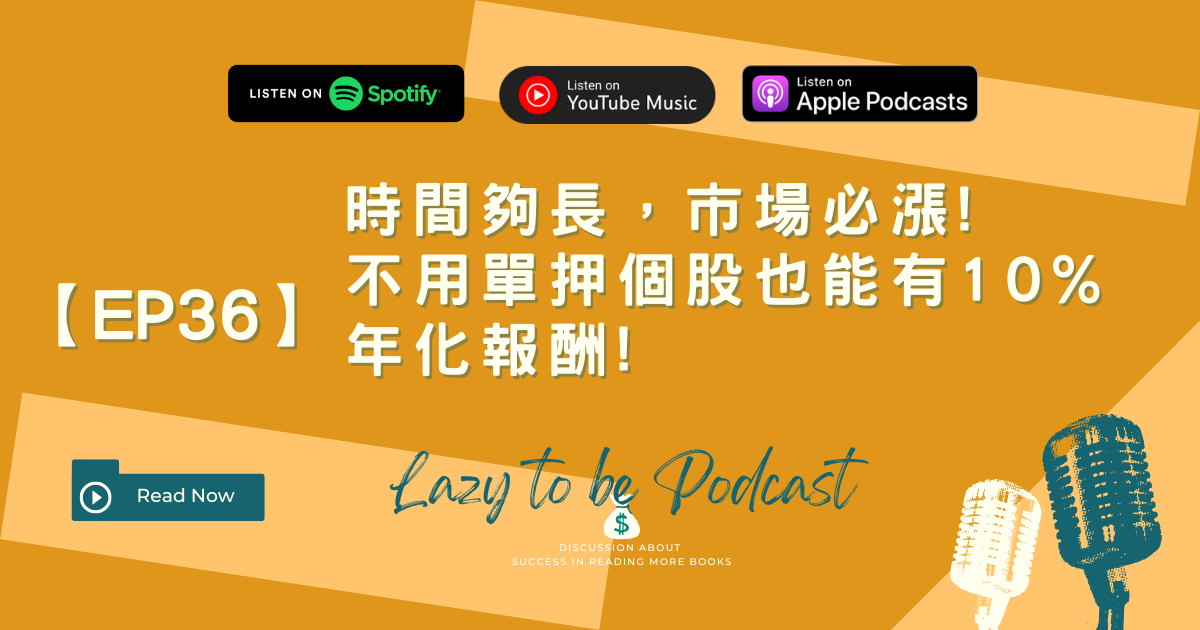 LISTEN ON Spotify
Listen on
YouTube Music
Listen on
Apple Podcasts
【EP36】
時間夠長，市場必漲!
不用單押個股也能有10%
年化報酬!
Read Now
Lazy to be Podcast
$
DISCUSSION ABOUT
SUCCESS IN READING MORE BOOKS